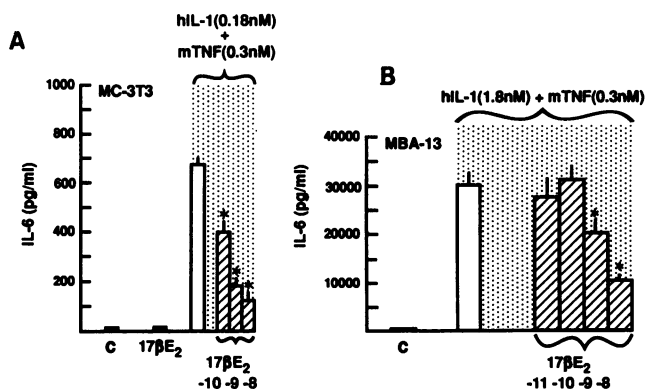 A
hIL-1(0.18nM)
+
mTNF(0.3nM)
MC-3T3
1000
800
600
400
200
IL-6 (pg/ml)
*
*
*
C
17βE2
17βE2
-10 -9 -8
B
hIL-1(1.8nM) + mTNF(0.3nM)
MBA-13
40000
30000
20000
10000
IL-6 (pg/ml)
*
*
C
17βE2
-11 -10 -9 -8